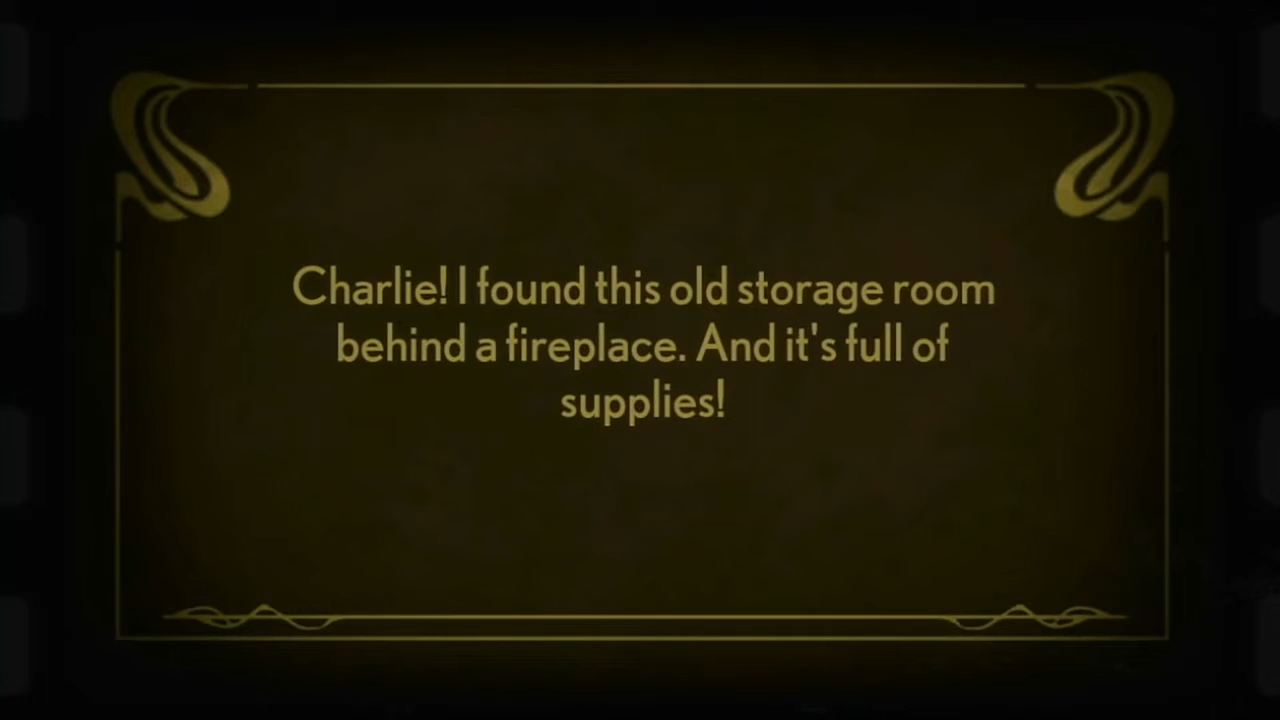 Charlie! I found this old storage room
behind a fireplace. And it's full of
supplies!